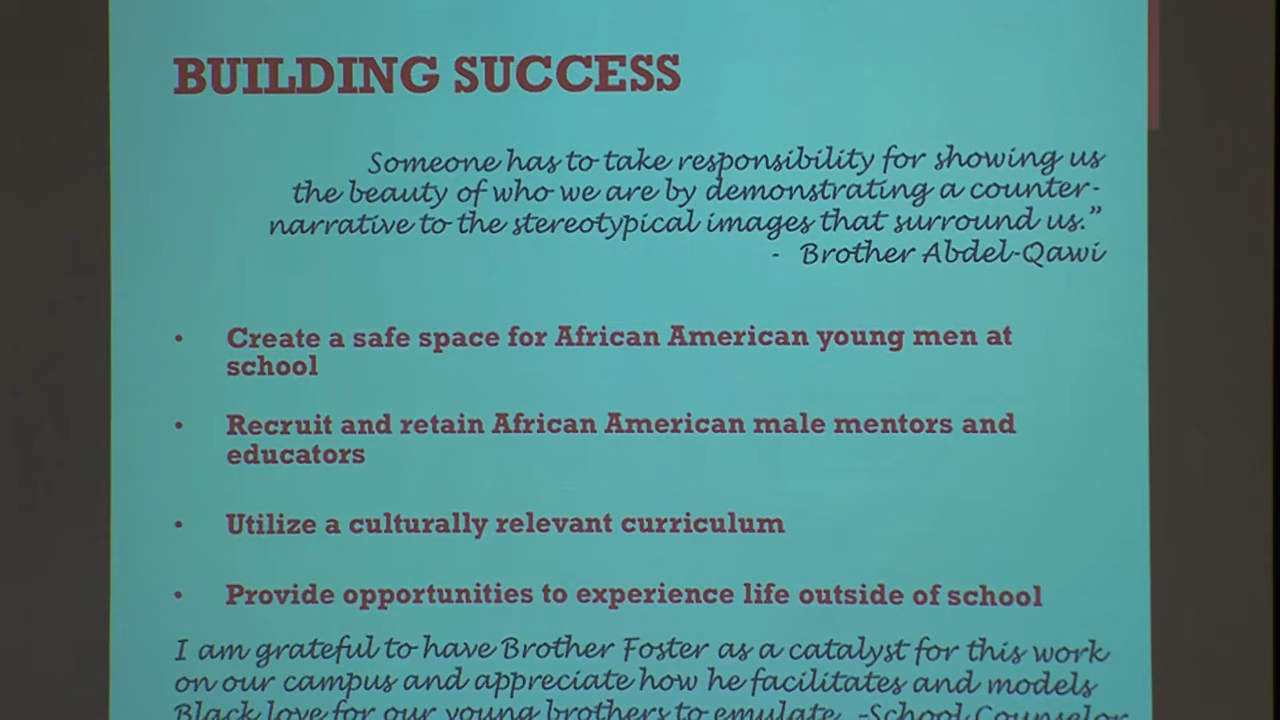 BUILDING SUCCESS
Someone has to take responsibility for showing us
the beauty of who we are by demonstrating a counter-
narrative to the stereotypical images that surround us.”
- Brother Abdel-Qawi
• Create a safe space for African American young men at
school
• Recruit and retain African American male mentors and
educators
• Utilize a culturally relevant curriculum
• Provide opportunities to experience life outside of school
I am grateful to have Brother Foster as a catalyst for this work
on our campus and appreciate how he facilitates and models
Black love for our young brothers to emulate. -School Counselor